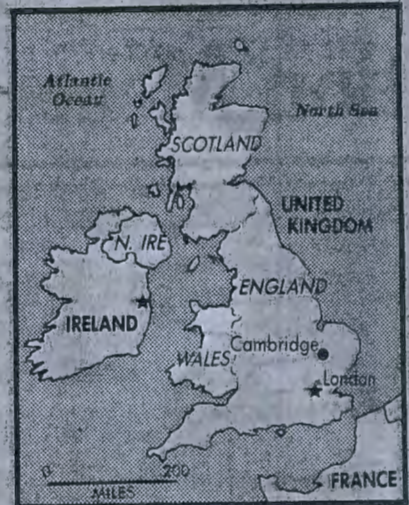 Atlantic
Ocean
North Sea
SCOTLAND
UNITED
KINGDOM
N. IRE
ENGLAND
IRELAND
WALES
Cambridge
London
0 200
MILES
FRANCE